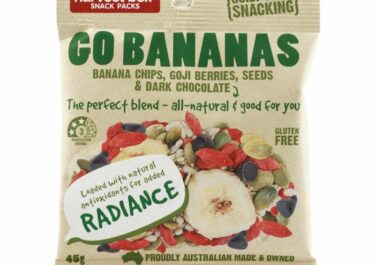 SNACK PACKS
SNACKING
GO BANANAS
BANANA CHIPS, GOJI BERRIES, SEEDS
& DARK CHOCOLATE
The perfect blend - all-natural & good for you
3
GLUTEN
FREE
Loaded with natural
antioxidants for added
RADIANCE
45g
PROUDLY AUSTRALIAN MADE & OWNED